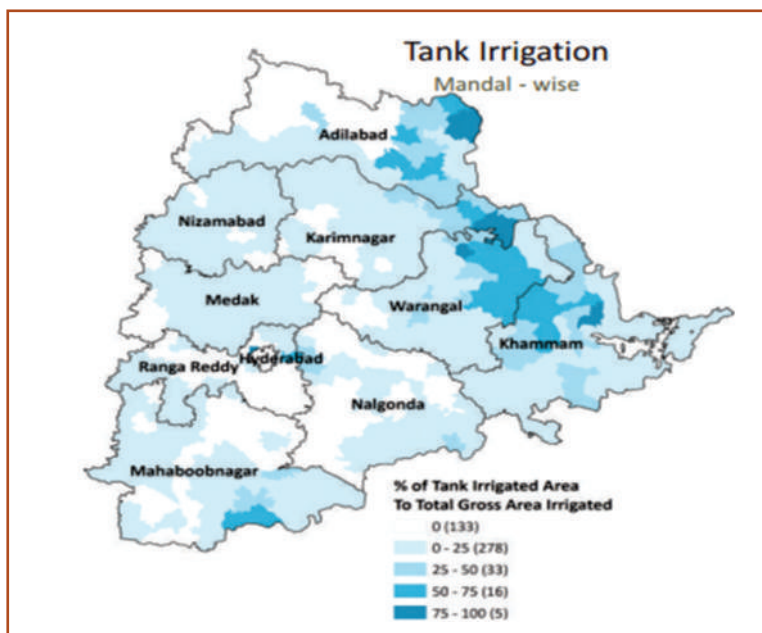 Tank Irrigation
Mandal - wise
Adilabad
Nizamabad
Karimnagar
Medak
Warangal
Ranga Reddy
Hyderabad
Khammam
Nalgonda
Mahaboobnagar
% of Tank Irrigated Area
To Total Gross Area Irrigated
0 (133)
0 - 25 (278)
25 - 50 (33)
50 - 75 (16)
75 - 100 (5)